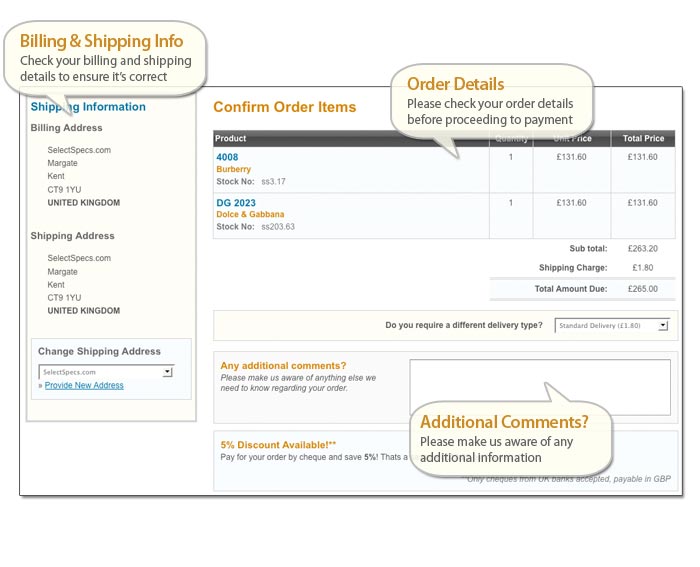 Billing & Shipping Info
Check your billing and shipping
details to ensure it's correct
Order Details
Please check your order details
before proceeding to payment
Shipping Information
Billing Address
SelectSpecs.com
Margate
Kent
CT9 1YU
UNITED KINGDOM
Shipping Address
SelectSpecs.com
Margate
Kent
CT9 1YU
UNITED KINGDOM
Change Shipping Address
SelectSpecs.com
» Provide New Address
Confirm Order Items
Product Quantity Unit Price Total Price
4008 1 £131.60 £131.60
Burberry
Stock No: ss3.17
DG 2023 1 £131.60 £131.60
Dolce & Gabbana
Stock No: ss203.63
Sub total: £263.20
Shipping Charge: £1.80
Total Amount Due: £265.00
Do you require a different delivery type? Standard Delivery (£1.80)
Any additional comments?
Please make us aware of anything else we
need to know regarding your order.
Additional Comments?
Please make us aware of any
additional information
5% Discount Available!**
Pay for your order by cheque and save 5%! Thats a
Only cheques from UK banks accepted, payable in GBP